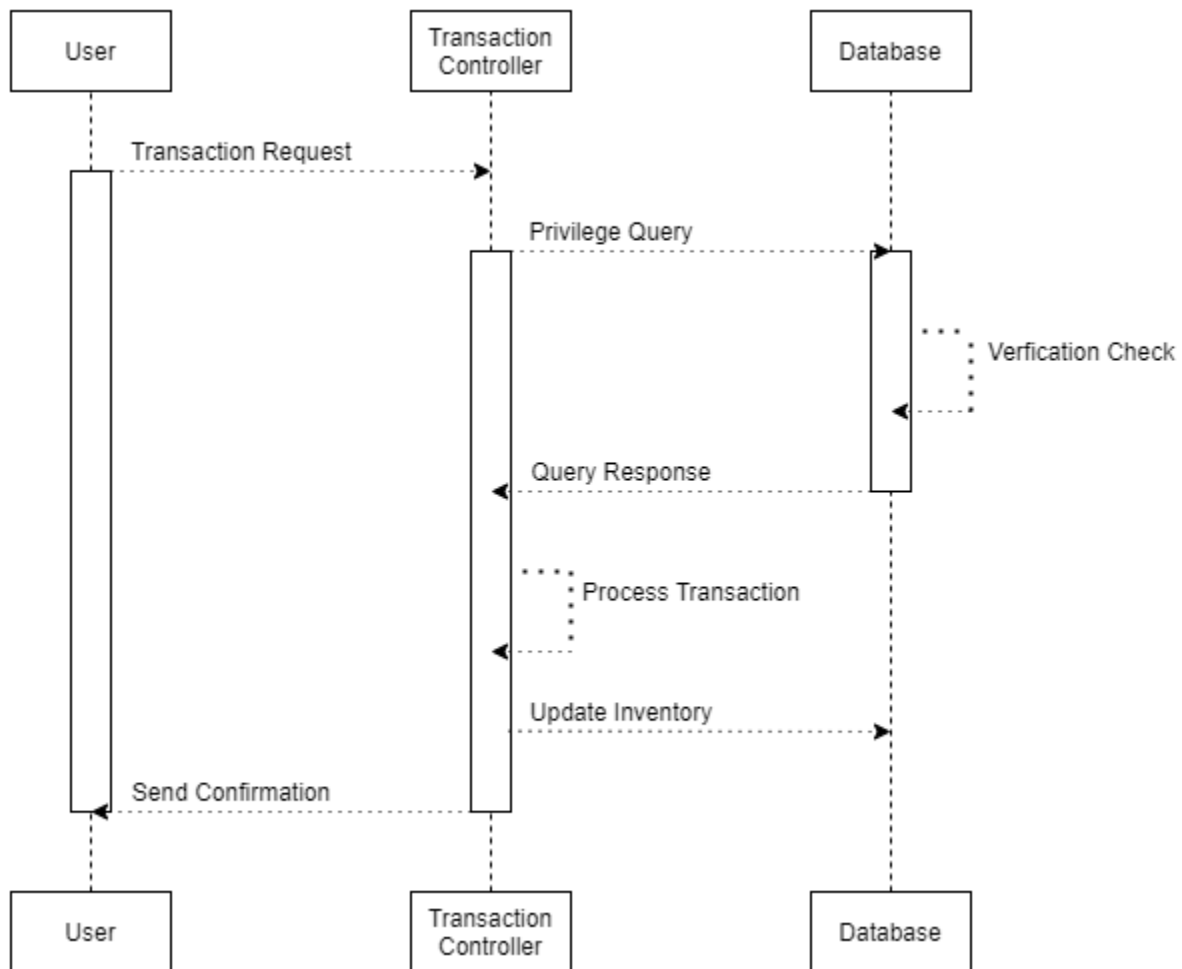 User
Transaction
Controller
Database
Transaction Request
Privilege Query
Verfication Check
Query Response
Process Transaction
Update Inventory
Send Confirmation
User
Transaction
Controller
Database